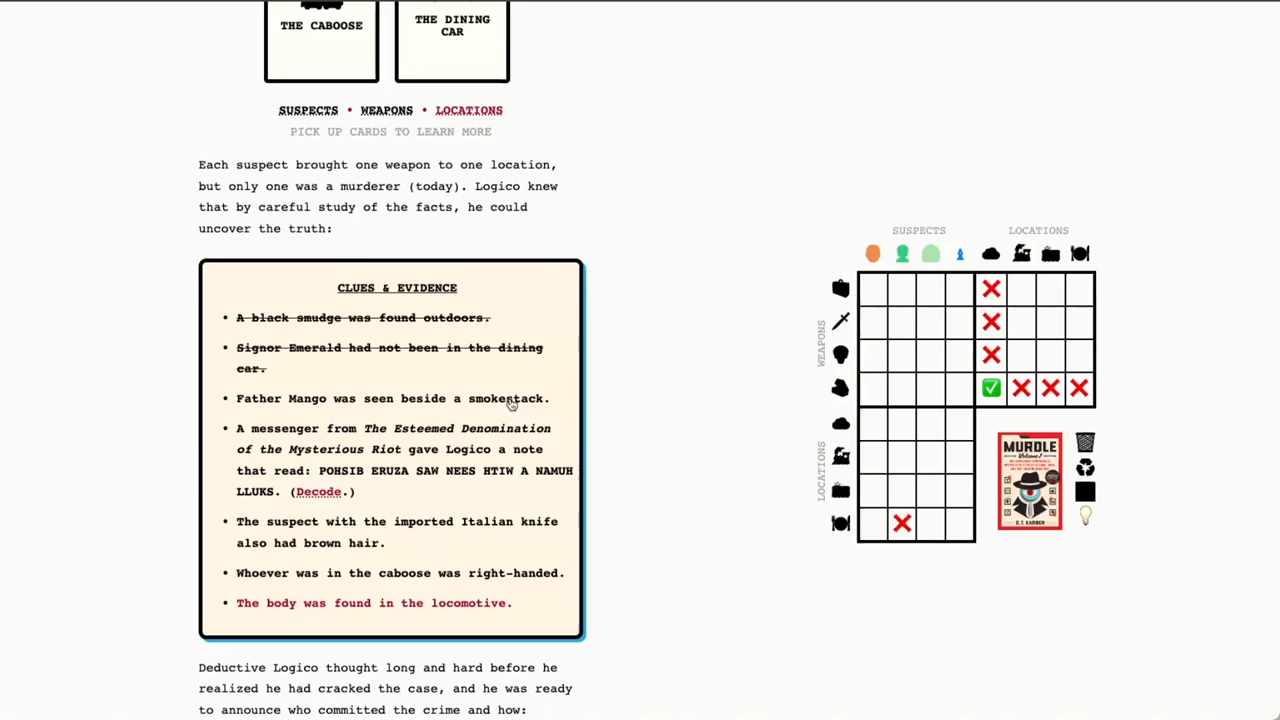 THE CABOOSE
THE DINING
CAR
SUSPECTS • WEAPONS • LOCATIONS
PICK UP CARDS TO LEARN MORE
Each suspect brought one weapon to one location,
but only one was a murderer (today). Logico knew
that by careful study of the facts, he could
uncover the truth:
CLUES & EVIDENCE
• A black smudge was found outdoors.
• Signor Emerald had not been in the dining
car.
• Father Mango was seen beside a smokestack.
• A messenger from The Esteemed Denomination
of the Mysterious Riot gave Logico a note
that read: POHSIB ERUZA SAW NEES HTIW A NAMUH
LLUKS. (Decode.)
• The suspect with the imported Italian knife
also had brown hair.
• Whoever was in the caboose was right-handed.
• The body was found in the locomotive.
Deductive Logico thought long and hard before he
realized he had cracked the case, and he was ready
to announce who committed the crime and how:
SUSPECTS
LOCATIONS
WEAPONS
LOCATIONS
MURDLE
Volume 1
G.T. KARBER